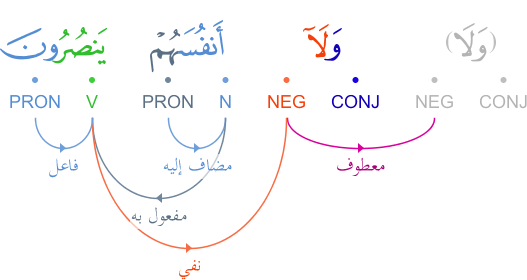 (وَلَا) وَلَآ أَنفُسَهُمْ يَنصُرُونَ
PRON V PRON N NEG CONJ NEG CONJ
فاعل مضاف إليه معطوف
مفعول به
نفي